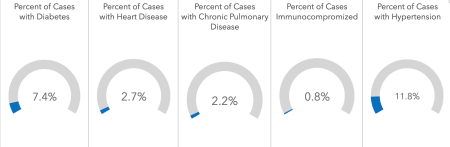 Percent of Cases
with Diabetes
7.4%
Percent of Cases
with Heart Disease
2.7%
Percent of Cases
with Chronic Pulmonary
Disease
2.2%
Percent of Cases
Immunocompromized
0.8%
Percent of Cases
with Hypertension
11.8%